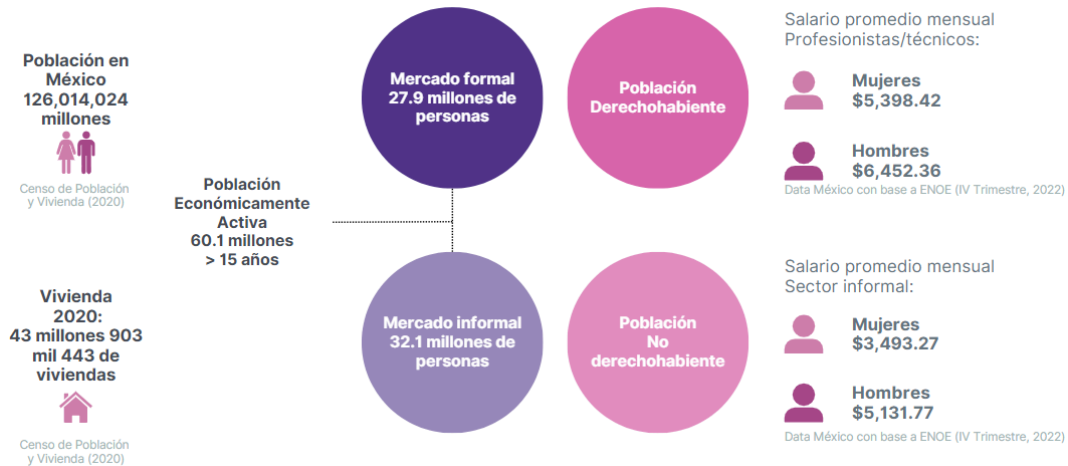 Población en
México
126,014,024
millones
Censo de Población
y Vivienda (2020)
Vivienda
2020:
43 millones 903
mil 443 de
viviendas
Censo de Población
y Vivienda (2020)
Población
Económicamente
Activa
60.1 millones
> 15 años
Mercado formal
27.9 millones de
personas
Población
Derechohabiente
Salario promedio mensual
Profesionistas/técnicos:
Mujeres
$5,398.42
Hombres
$6,452.36
Data México con base a ENOE (IV Trimestre, 2022)
Mercado informal
32.1 millones de
personas
Población
No
derechohabiente
Salario promedio mensual
Sector informal:
Mujeres
$3,493.27
Hombres
$5,131.77
Data México con base a ENOE (IV Trimestre, 2022)